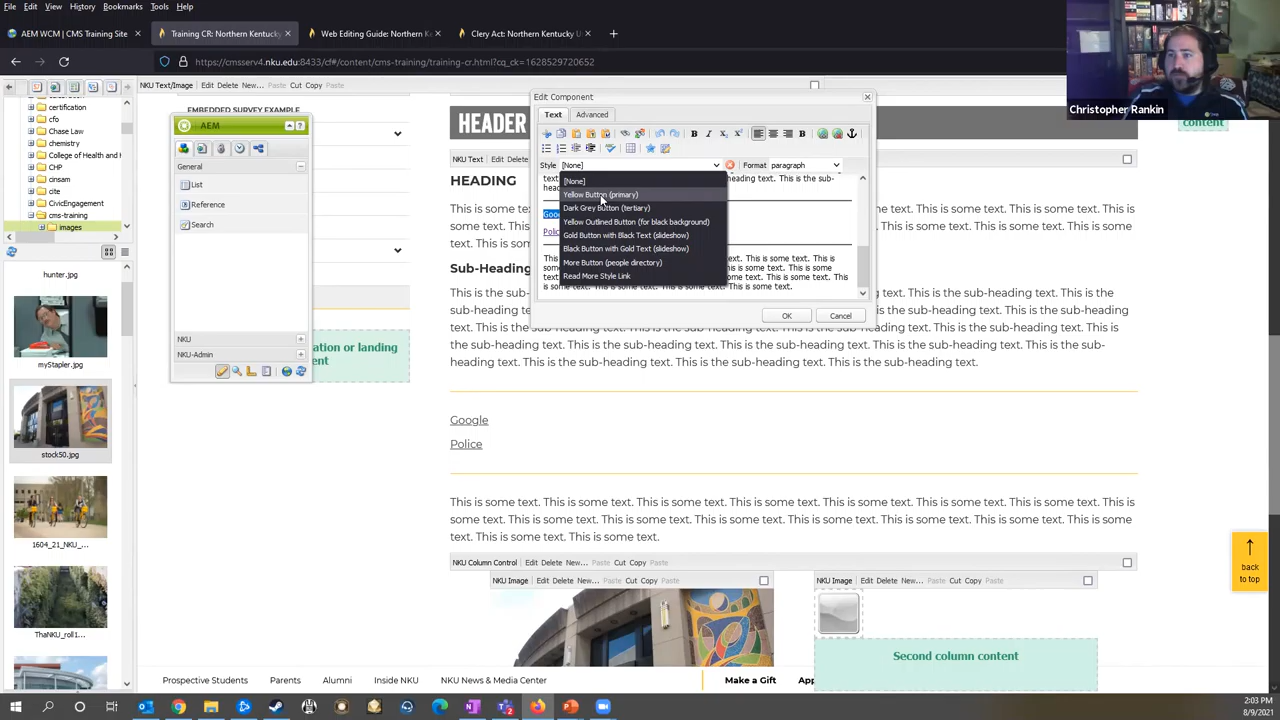 File Edit View History Bookmarks Tools Help
AEM WCM | CMS Training Site
Training CR: Northern Kentucky
Web Editing Guide: Northern K
Clery Act: Northern Kentucky U
https://cmsserv4.nku.edu:8433/cf#/content/cms-training/training-cr.html?cq_ck=1628529720652
Christopher Rankin
certification
cfo
Chase Law
chemistry
College of Health and H
CHP
cinsam
cite
CivicEngagement
cms-training
images
hunter.jpg
myStapler.jpg
stock50.jpg
1604_21_NKU_...
ThaNKU_roll1...
NKU Text/Image Edit Delete New... Paste Cut Copy Paste
EMBEDDED SURVEY EXAMPLE
AEM
General
List
Reference
Search
NKU
NKU-Admin
HEADER
NKU Text Edit Delete
HEADING
Sub-Heading
Edit Component
Text Advanced
Style [None] Format paragraph
[None]
Yellow Button (primary)
Dark Grey Button (tertiary)
Yellow Outlined Button (for black background)
Gold Button with Black Text (slideshow)
Black Button with Gold Text (slideshow)
More Button (people directory)
Read More Style Link
text. This is the sub-
This is some text. This is some text. This is some text.
OK Cancel
content
This is the sub-heading text. This is the sub-heading text. This is the sub-heading text. This is the sub-
heading text. This is the sub-heading text. This is the sub-heading text.
Google
Police
This is some text. This is some text. This is some text. This is some text. This is some text. This is some
text. This is some text. This is some text. This is some text. This is some text. This is some text. This is
some text. This is some text.
NKU Column Control Edit Delete New... Paste Cut Copy Paste
NKU Image Edit Delete New... Paste Cut Copy Paste
NKU Image Edit Delete New... Paste Cut Copy Paste
Second column content
back
to top
Prospective Students Parents Alumni Inside NKU NKU News & Media Center Make a Gift
2:03 PM
8/9/2021